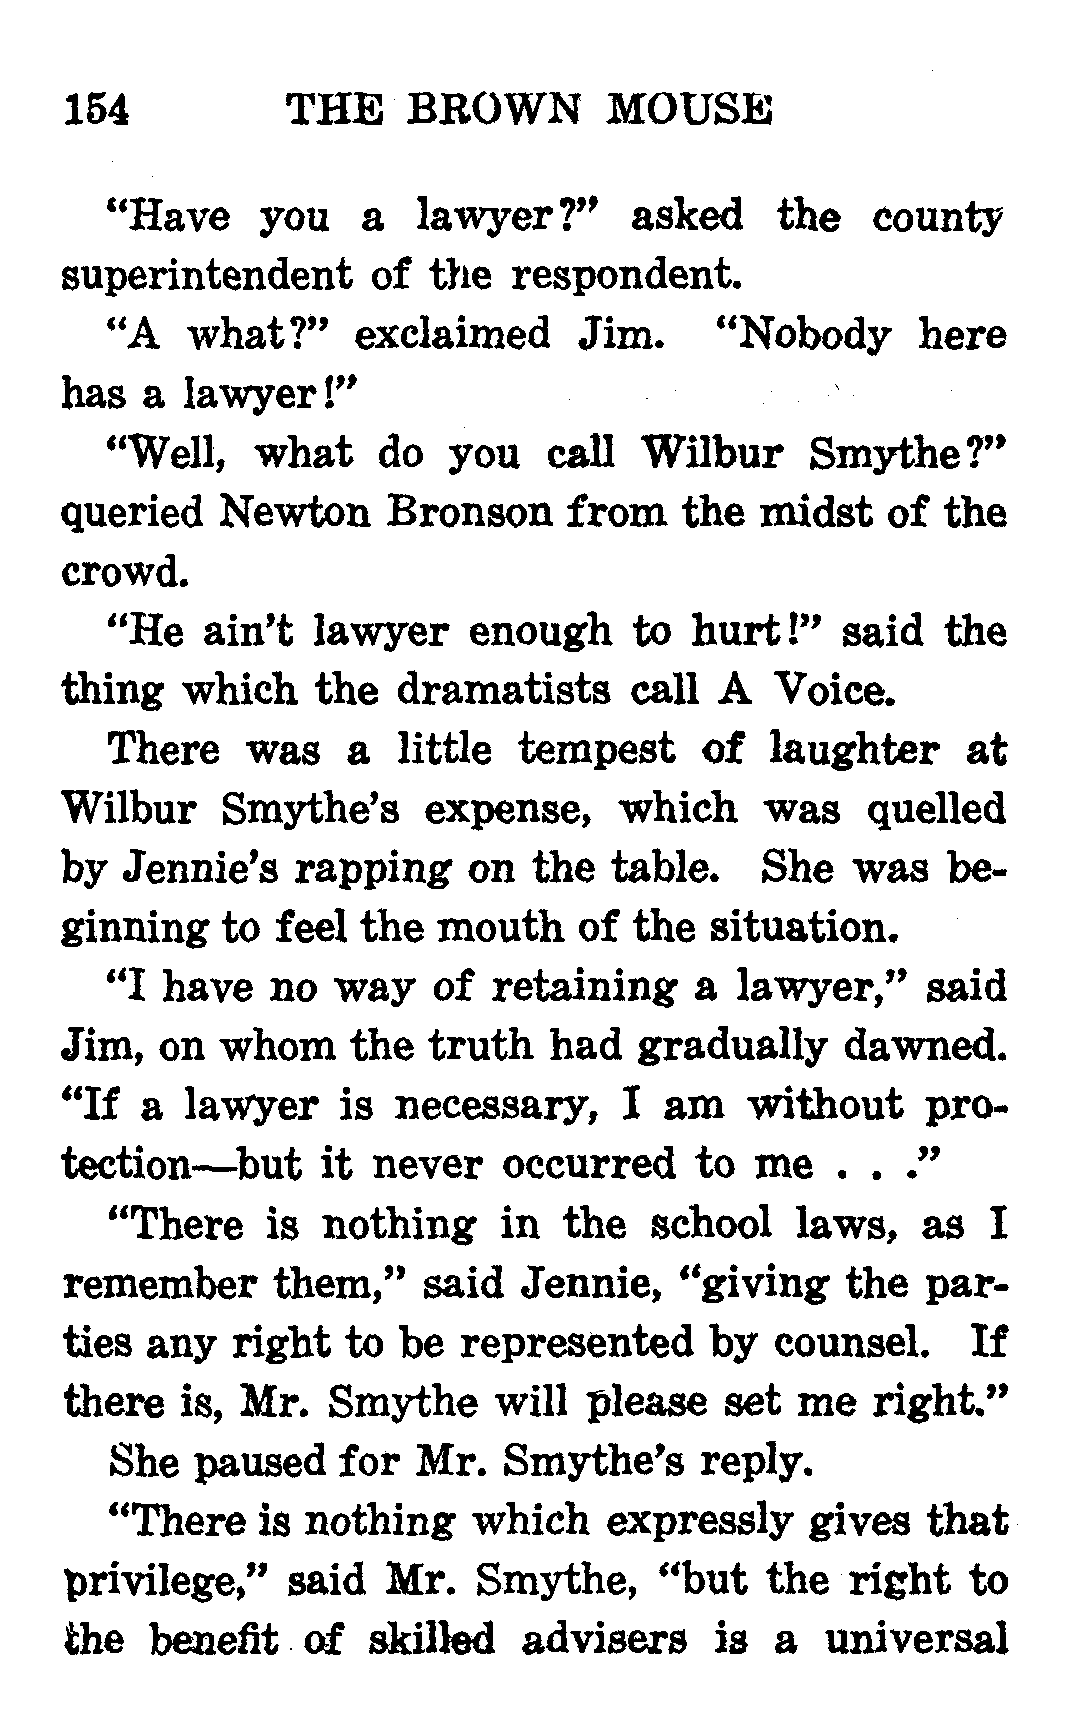 154 THE BROWN MOUSE
“Have you a lawyer?” asked the county
superintendent of the respondent.
“A what?” exclaimed Jim. “Nobody here
has a lawyer!”
“Well, what do you call Wilbur Smythe?”
queried Newton Bronson from the midst of the
crowd.
“He ain’t lawyer enough to hurt!” said the
thing which the dramatists call A Voice.
There was a little tempest of laughter at
Wilbur Smythe’s expense, which was quelled
by Jennie’s rapping on the table. She was be-
ginning to feel the mouth of the situation.
“I have no way of retaining a lawyer,” said
Jim, on whom the truth had gradually dawned.
“If a lawyer is necessary, I am without pro-
tection—but it never occurred to me . . .”
“There is nothing in the school laws, as I
remember them,” said Jennie, “giving the par-
ties any right to be represented by counsel. If
there is, Mr. Smythe will please set me right.”
She paused for Mr. Smythe’s reply.
“There is nothing which expressly gives that
privilege,” said Mr. Smythe, “but the right to
the benefit of skilled advisers is a universal